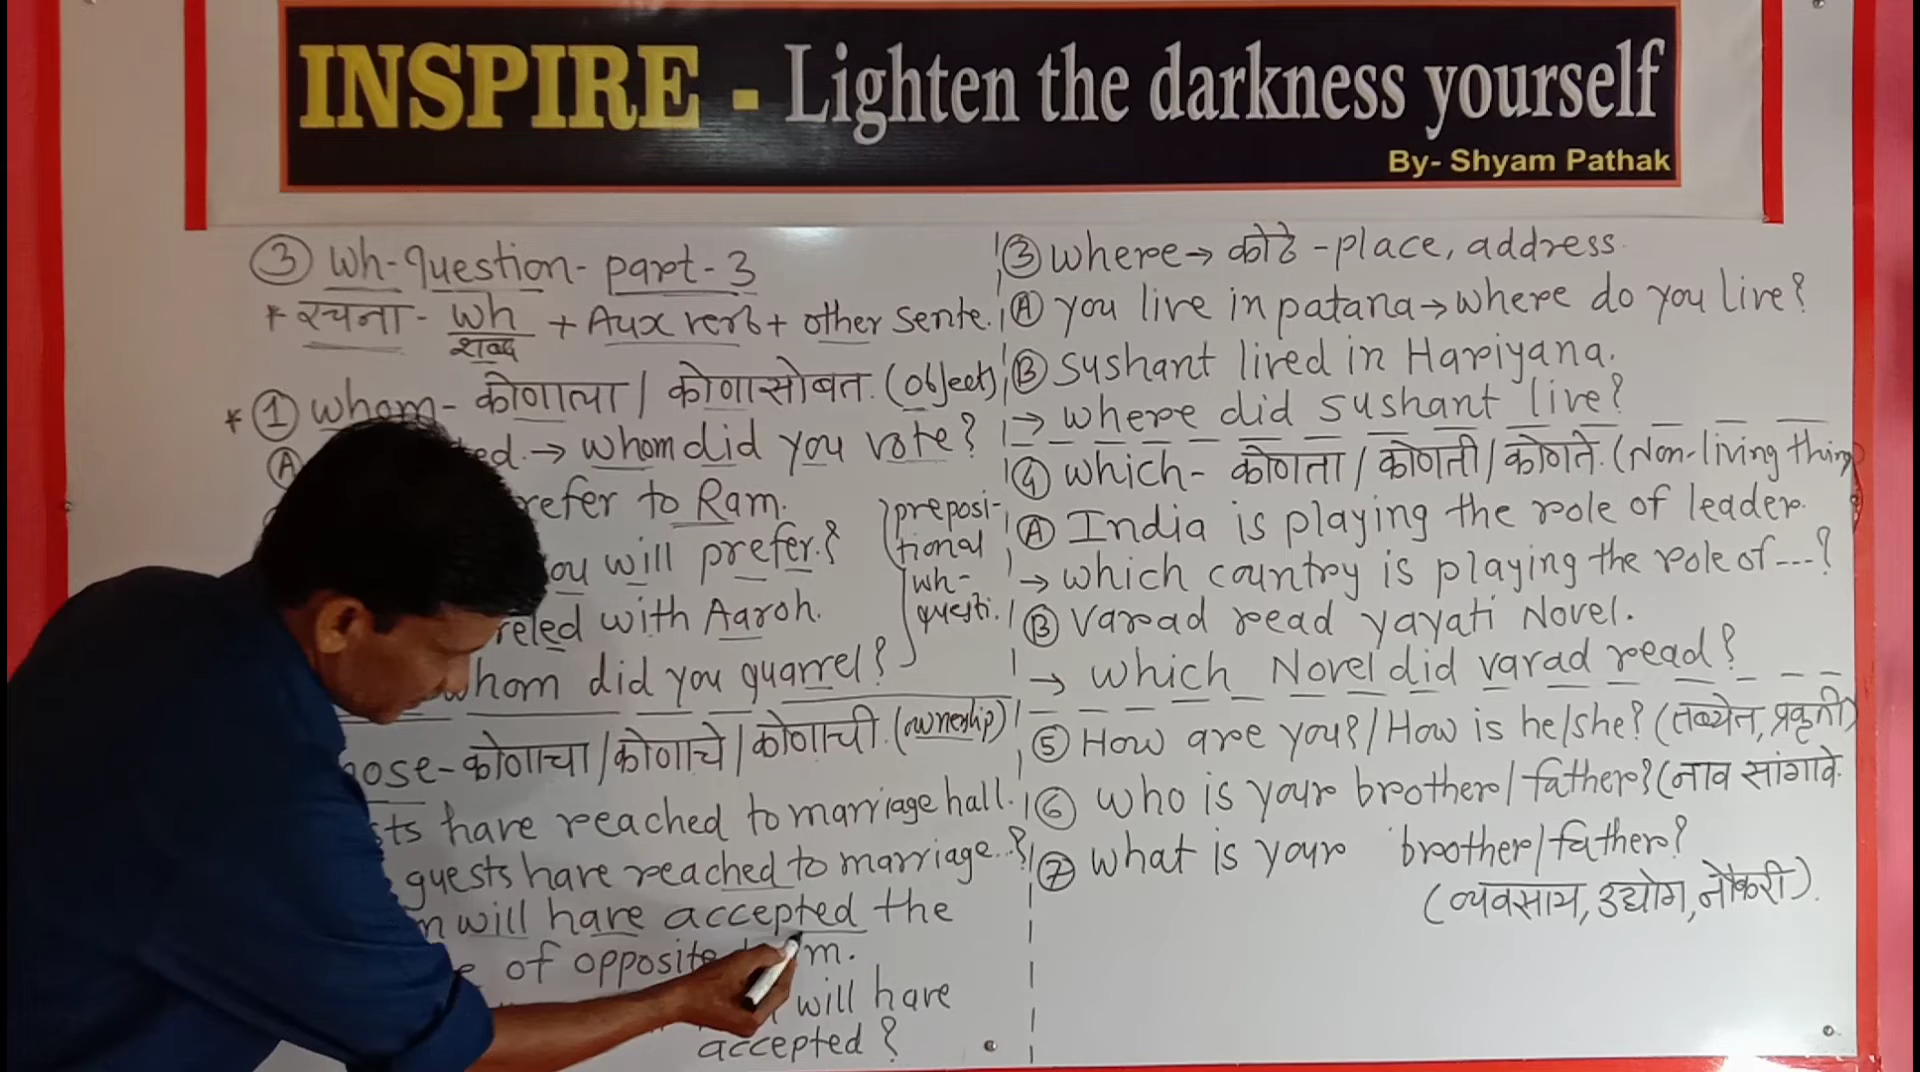 INSPIRE - Lighten the darkness yourself
By- Shyam Pathak
③ Wh-question- part-3
* रचना - Wh + Aux verb + other sente.
शब्द
* ① whom - कोणाला / कोणासोबत. (object)
Ⓐ ed. → whom did you vote?
refer to Ram.
ou will prefer?
reled with Aaroh.
whom did you quarrel?
preposi-
tional
wh-
questi.
ose - कोणाचा / कोणाचे / कोणाची. (ownership)
sts have reached to marriage hall.
guests have reached to marriage..?
will have accepted the
of opposite m.
will have
accepted?
③ where → कोठे - place, address.
Ⓐ You live in patana → where do you live?
Ⓑ Sushant lived in Hariyana.
→ where did sushant live?
④ which - कोणता / कोणती / कोणते. (Non-living thing
Ⓐ India is playing the role of leader.
→ which country is playing the role of ---?
Ⓑ Varad read yayati Novel.
→ which Novel did varad read?
⑤ How are you? / How is he/she? (तब्येत, प्रकृती)
⑥ who is your brother / father? (नाव सांगावे.
⑦ what is your brother / father?
(व्यवसाय, उद्योग, नौकरी).